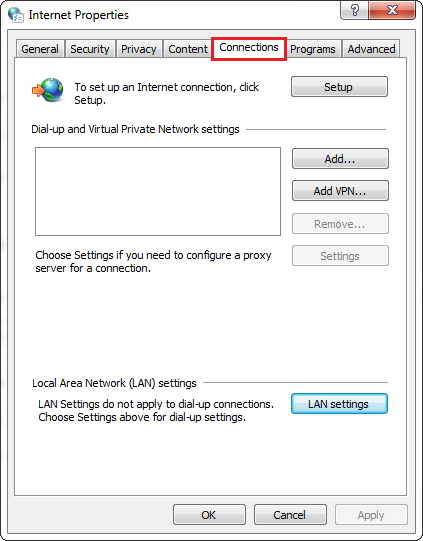 Internet Properties
?
General Security Privacy Content Connections Programs Advanced
To set up an Internet connection, click
Setup.
Setup
Dial-up and Virtual Private Network settings
Add...
Add VPN...
Remove...
Choose Settings if you need to configure a proxy
server for a connection.
Settings
Local Area Network (LAN) settings
LAN Settings do not apply to dial-up connections.
Choose Settings above for dial-up settings.
LAN settings
OK Cancel Apply